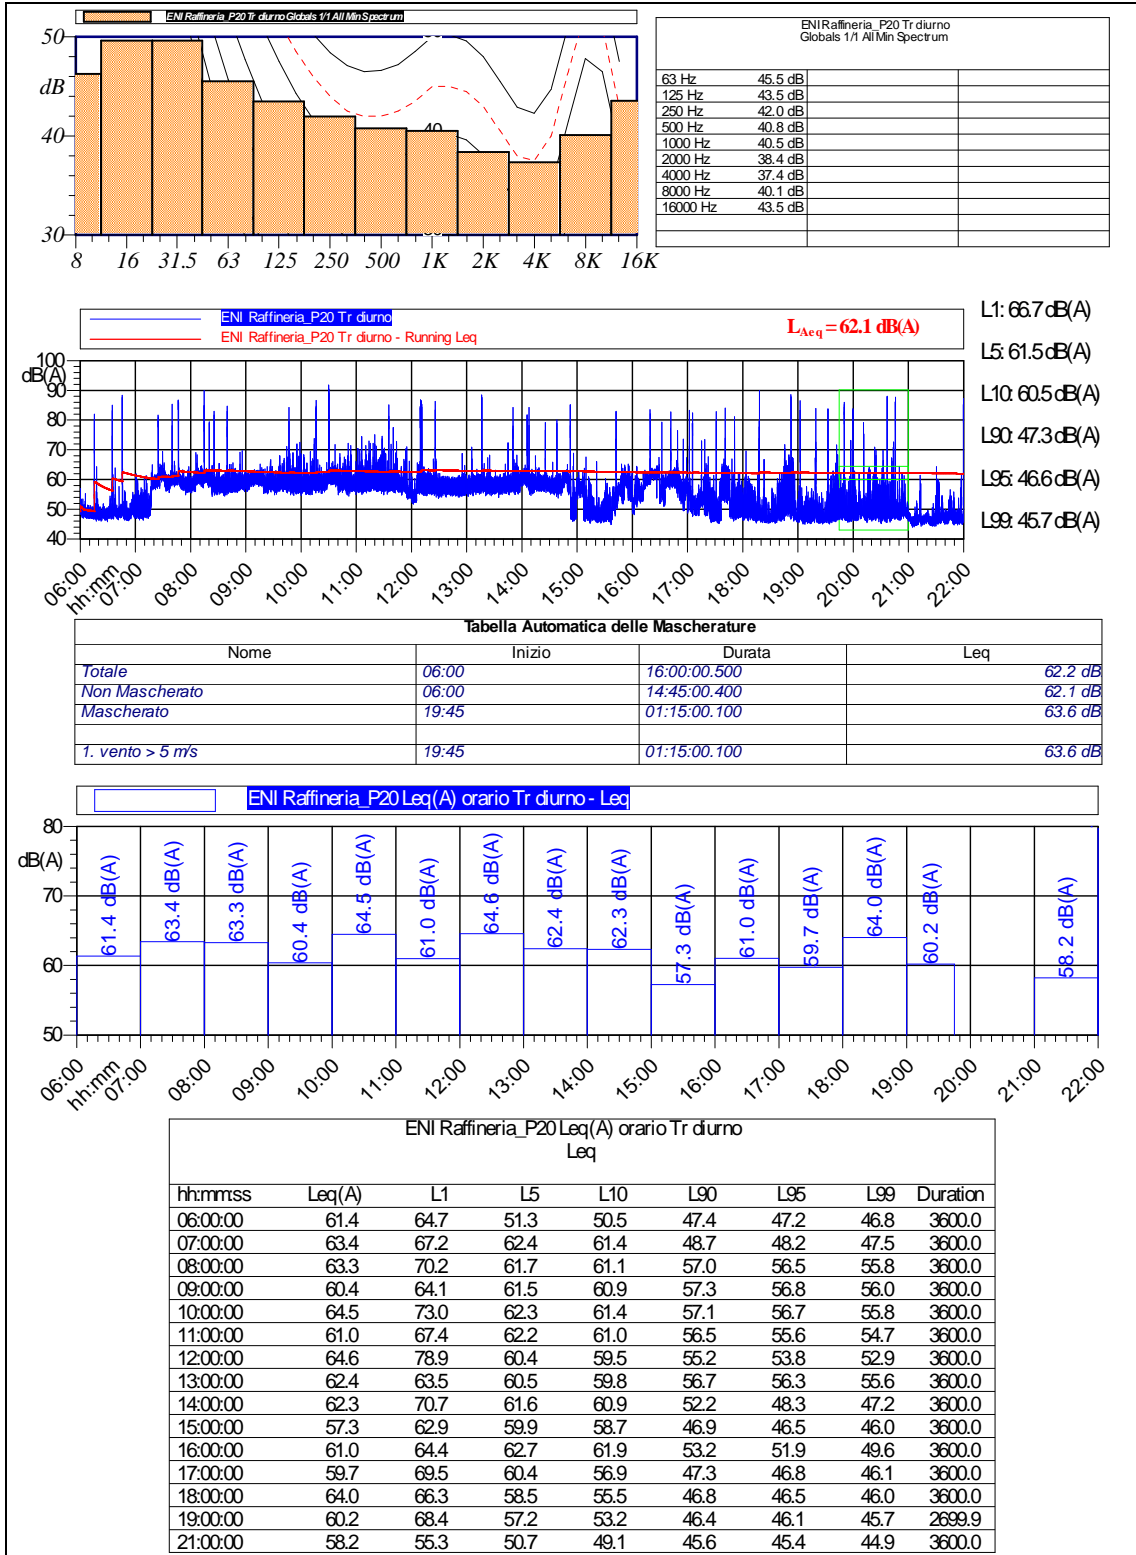 ENI Raffineria_P20 Tr diurno Globals 1/1 All Min Spectrum
50
dB
40
30
40
8 16 31.5 63 125 250 500 1K 2K 4K 8K 16K
ENI Raffineria_P20 Tr diurno
Globals 1/1 All Min Spectrum
63 Hz 45.5 dB
125 Hz 43.5 dB
250 Hz 42.0 dB
500 Hz 40.8 dB
1000 Hz 40.5 dB
2000 Hz 38.4 dB
4000 Hz 37.4 dB
8000 Hz 40.1 dB
16000 Hz 43.5 dB
ENI Raffineria_P20 Tr diurno
ENI Raffineria_P20 Tr diurno - Running Leq
LAeq = 62.1 dB(A)
L1: 66.7 dB(A)
L5: 61.5 dB(A)
L10: 60.5 dB(A)
L90: 47.3 dB(A)
L95: 46.6 dB(A)
L99: 45.7 dB(A)
100
dB(A)
90
80
70
60
50
40
06:00 07:00 08:00 09:00 10:00 11:00 12:00 13:00 14:00 15:00 16:00 17:00 18:00 19:00 20:00 21:00 22:00
hh:mm
Tabella Automatica delle Mascherature
Nome Inizio Durata Leq
Totale 06:00 16:00:00.500 62.2 dB
Non Mascherato 06:00 14:45:00.400 62.1 dB
Mascherato 19:45 01:15:00.100 63.6 dB
1. vento > 5 m/s 19:45 01:15:00.100 63.6 dB
ENI Raffineria_P20 Leq(A) orario Tr diurno - Leq
80
dB(A)
70
60
50
61.4 dB(A) 63.4 dB(A) 63.3 dB(A) 60.4 dB(A) 64.5 dB(A) 61.0 dB(A) 64.6 dB(A) 62.4 dB(A) 62.3 dB(A) 57.3 dB(A) 61.0 dB(A) 59.7 dB(A) 64.0 dB(A) 60.2 dB(A) 58.2 dB(A)
06:00 07:00 08:00 09:00 10:00 11:00 12:00 13:00 14:00 15:00 16:00 17:00 18:00 19:00 20:00 21:00 22:00
hh:mm
ENI Raffineria_P20 Leq(A) orario Tr diurno
Leq
hh:mm:ss Leq(A) L1 L5 L10 L90 L95 L99 Duration
06:00:00 61.4 64.7 51.3 50.5 47.4 47.2 46.8 3600.0
07:00:00 63.4 67.2 62.4 61.4 48.7 48.2 47.5 3600.0
08:00:00 63.3 70.2 61.7 61.1 57.0 56.5 55.8 3600.0
09:00:00 60.4 64.1 61.5 60.9 57.3 56.8 56.0 3600.0
10:00:00 64.5 73.0 62.3 61.4 57.1 56.7 55.8 3600.0
11:00:00 61.0 67.4 62.2 61.0 56.5 55.6 54.7 3600.0
12:00:00 64.6 78.9 60.4 59.5 55.2 53.8 52.9 3600.0
13:00:00 62.4 63.5 60.5 59.8 56.7 56.3 55.6 3600.0
14:00:00 62.3 70.7 61.6 60.9 52.2 48.3 47.2 3600.0
15:00:00 57.3 62.9 59.9 58.7 46.9 46.5 46.0 3600.0
16:00:00 61.0 64.4 62.7 61.9 53.2 51.9 49.6 3600.0
17:00:00 59.7 69.5 60.4 56.9 47.3 46.8 46.1 3600.0
18:00:00 64.0 66.3 58.5 55.5 46.8 46.5 46.0 3600.0
19:00:00 60.2 68.4 57.2 53.2 46.4 46.1 45.7 2699.9
21:00:00 58.2 55.3 50.7 49.1 45.6 45.4 44.9 3600.0